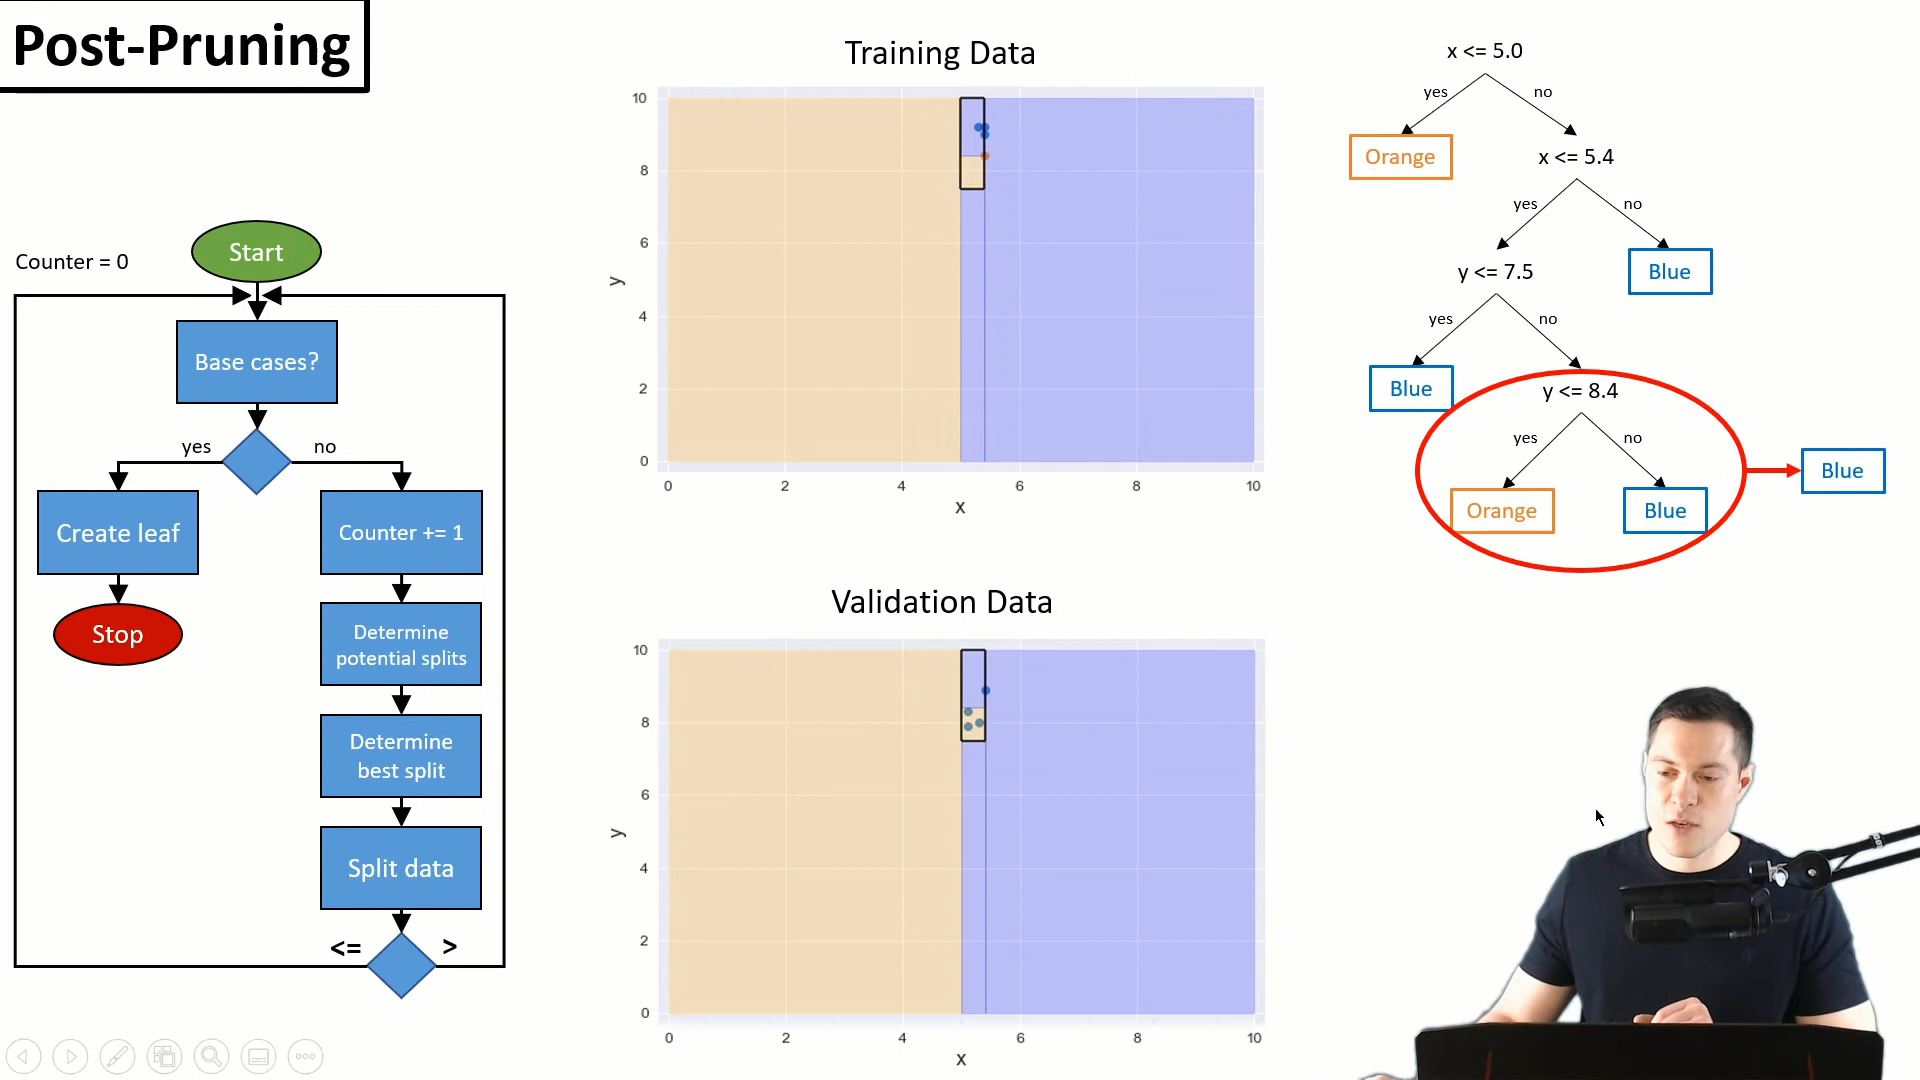 Post-Pruning
Counter = 0
Start
Base cases?
yes
no
Create leaf
Counter += 1
Stop
Determine
potential splits
Determine
best split
Split data
<=
>
Training Data
10
8
6
4
2
0
y
0 2 4 6 8 10
x
Validation Data
10
8
6
4
2
0
y
0 2 4 6 8 10
x
x <= 5.0
yes
no
Orange
x <= 5.4
yes
no
y <= 7.5
Blue
yes
no
Blue
y <= 8.4
yes
no
Orange
Blue
Blue